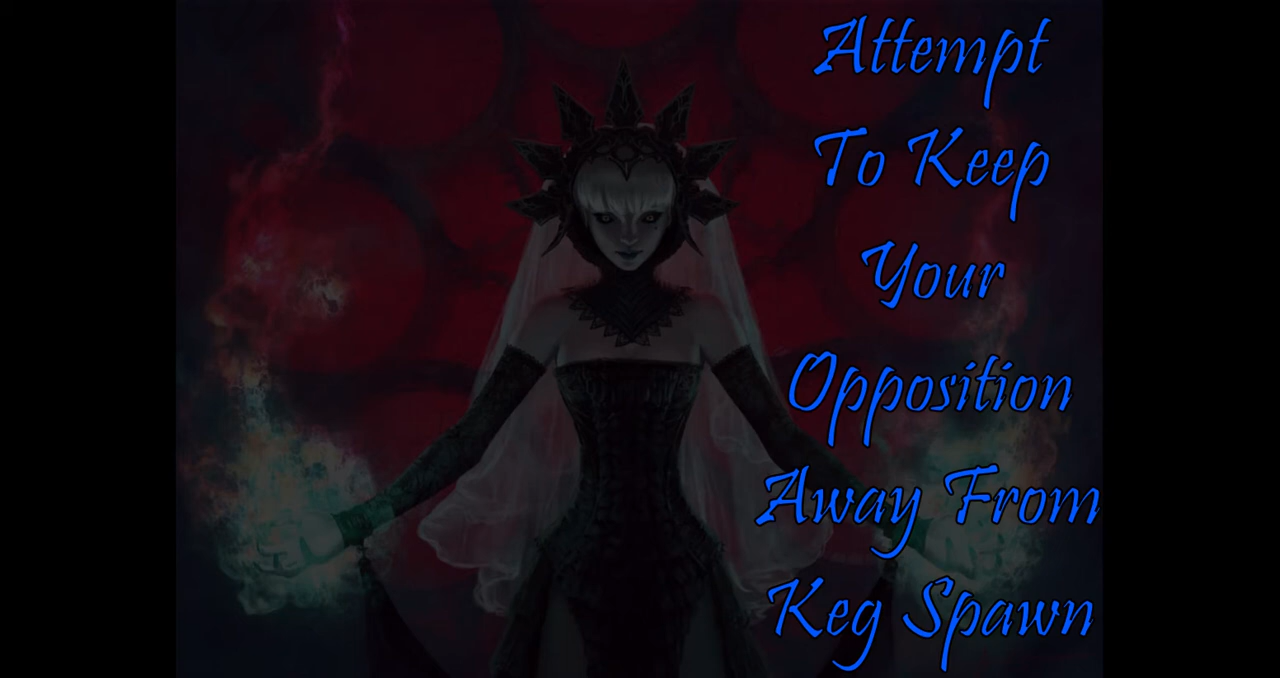 Attempt
To Keep
Your
Opposition
Away From
Keg Spawn